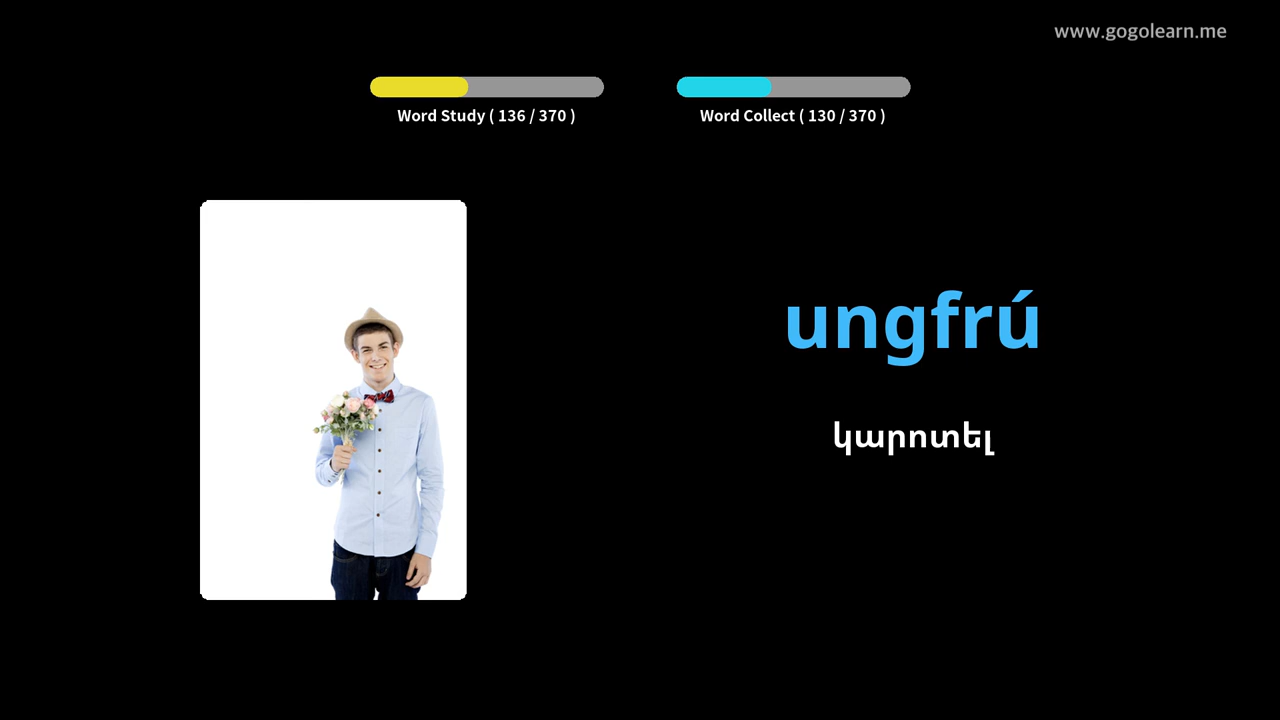 www.gogolearn.me
Word Study ( 136 / 370 )
Word Collect ( 130 / 370 )
ungfrú
կարոտել